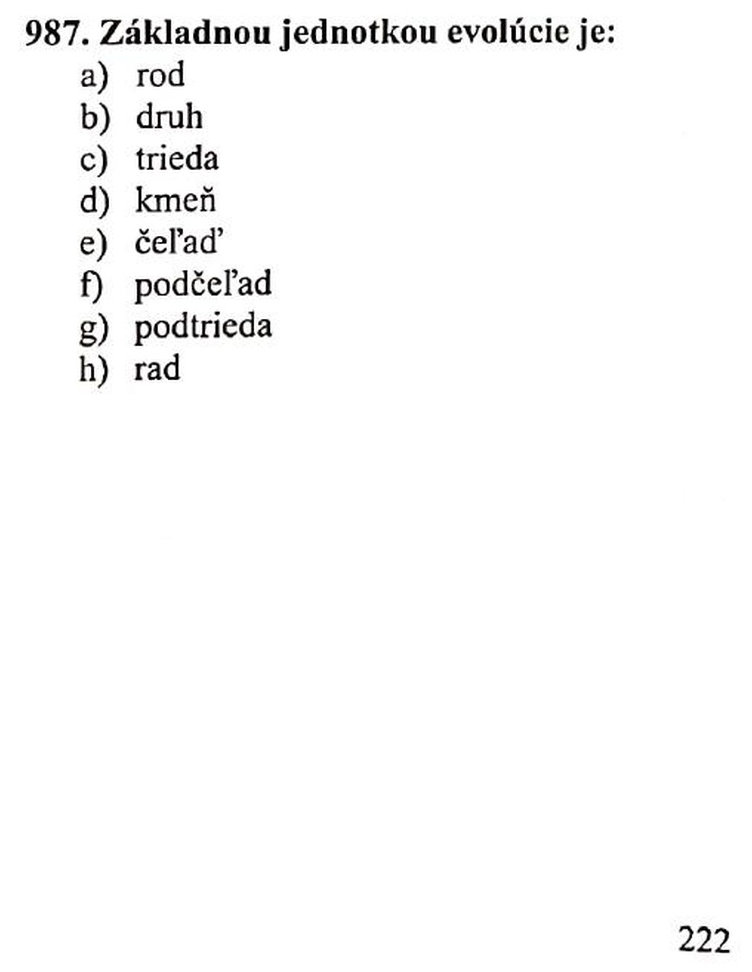 987. Základnou jednotkou evolúcie je:
a) rod
b) druh
c) trieda
d) kmeň
e) čeľaď
f) podčeľad
g) podtrieda
h) rad
222